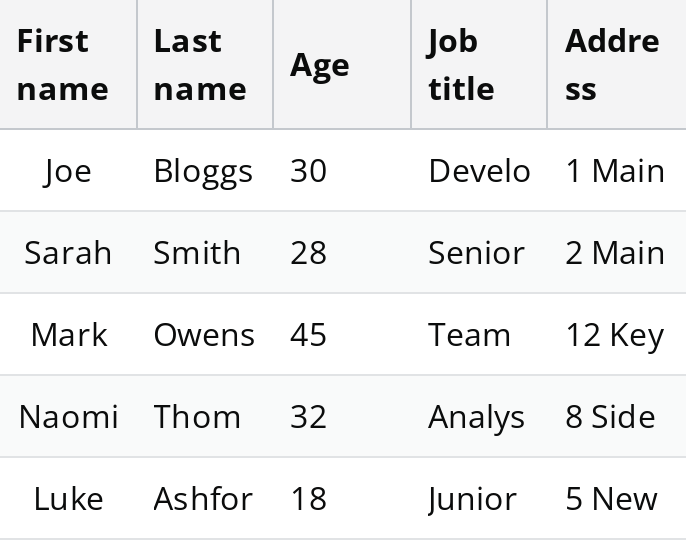 First name Last name Age Job title Address
Joe Bloggs 30 Develo 1 Main
Sarah Smith 28 Senior 2 Main
Mark Owens 45 Team 12 Key
Naomi Thom 32 Analys 8 Side
Luke Ashfor 18 Junior 5 New